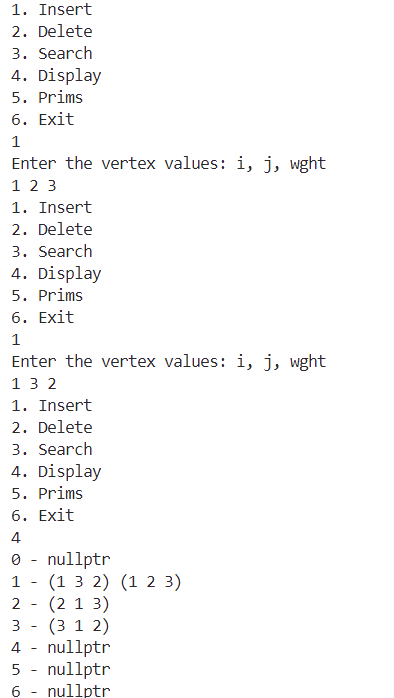 1. Insert
2. Delete
3. Search
4. Display
5. Prims
6. Exit
1
Enter the vertex values: i, j, wght
1 2 3
1. Insert
2. Delete
3. Search
4. Display
5. Prims
6. Exit
1
Enter the vertex values: i, j, wght
1 3 2
1. Insert
2. Delete
3. Search
4. Display
5. Prims
6. Exit
4
0 - nullptr
1 - (1 3 2) (1 2 3)
2 - (2 1 3)
3 - (3 1 2)
4 - nullptr
5 - nullptr
6 - nullptr